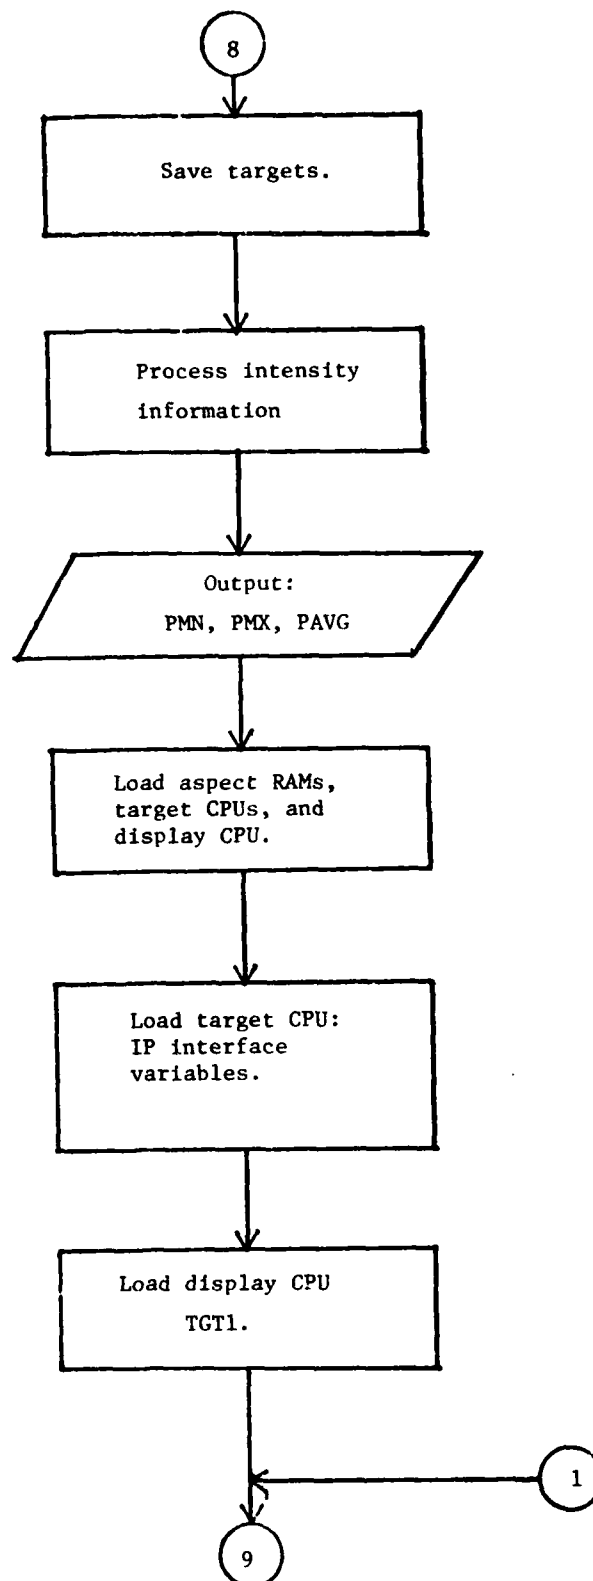 8
Save targets.
Process intensity
information
Output:
PMN, PMX, PAVG
Load aspect RAMs,
target CPUs, and
display CPU.
Load target CPU:
IP interface
variables.
Load display CPU
TGT1.
1
9